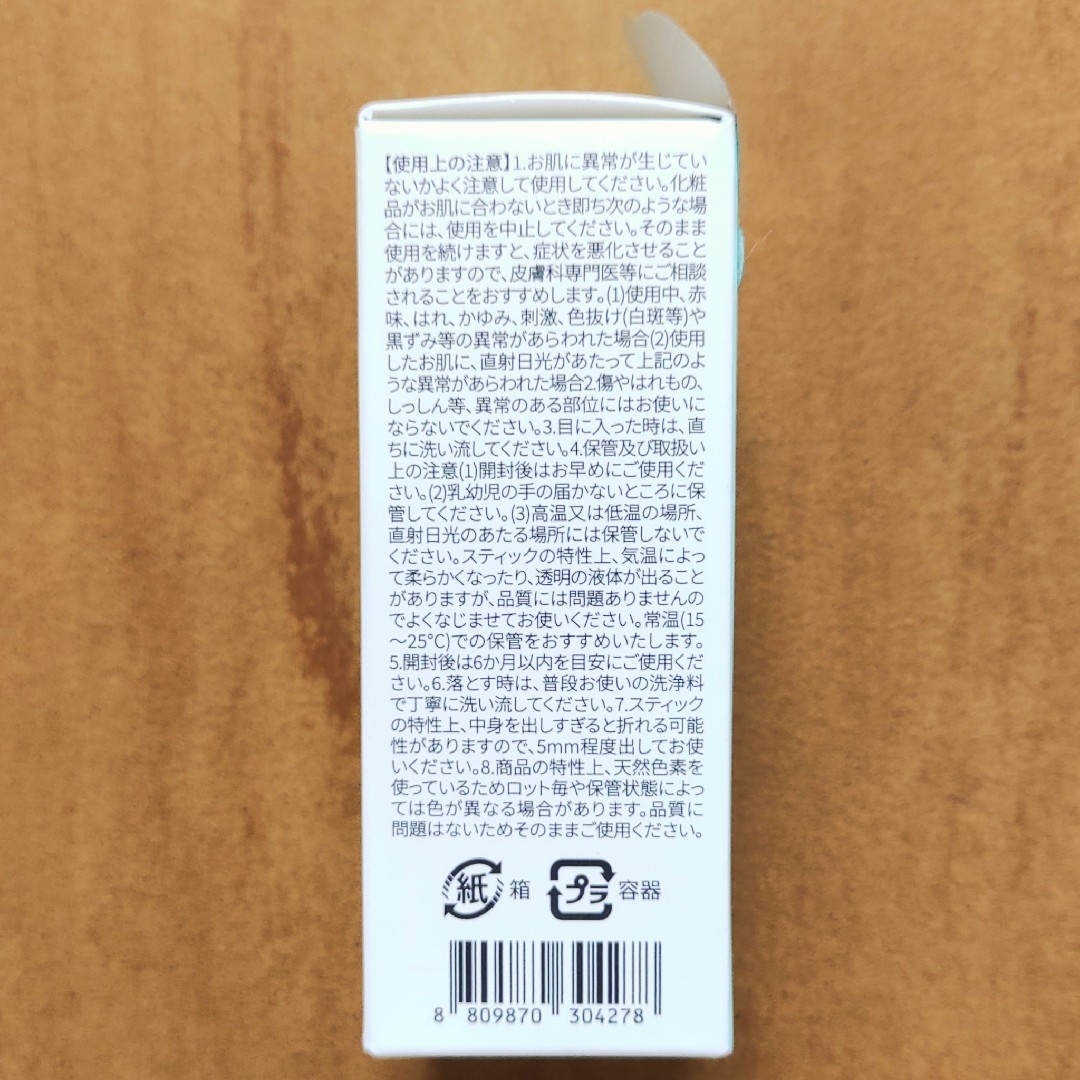 【使用上の注意】1.お肌に異常が生じてい
ないかよく注意して使用してください。化粧
品がお肌に合わないとき即ち次のような場
合には、使用を中止してください。そのまま
使用を続けますと、症状を悪化させること
がありますので、皮膚科専門医等にご相談
されることをおすすめします。(1)使用中、赤
味、はれ、かゆみ、刺激、色抜け(白斑等)や
黒ずみ等の異常があらわれた場合(2)使用
したお肌に、直射日光があたって上記のよ
うな異常があらわれた場合2.傷やはれもの、
しっしん等、異常のある部位にはお使いに
ならないでください。3.目に入った時は、直
ちに洗い流してください。4.保管及び取扱い
上の注意(1)開封後はお早めにご使用くだ
さい。(2)乳幼児の手の届かないところに保
管してください。(3)高温又は低温の場所、
直射日光のあたる場所には保管しないで
ください。スティックの特性上、気温によっ
て柔らかくなったり、透明の液体が出ること
がありますが、品質には問題ありませんの
でよくなじませてお使いください。常温(15
～25°C)での保管をおすすめいたします。
5.開封後は6か月以内を目安にご使用くだ
さい。6.落とす時は、普段お使いの洗浄料
で丁寧に洗い流してください。7.スティック
の特性上、中身を出しすぎると折れる可能
性がありますので、5mm程度出してお使
いください。8.商品の特性上、天然色素を
使っているためロット毎や保管状態によっ
ては色が異なる場合があります。品質に
問題はないためそのままご使用ください。
紙 箱 プラ 容器
8 809870 304278